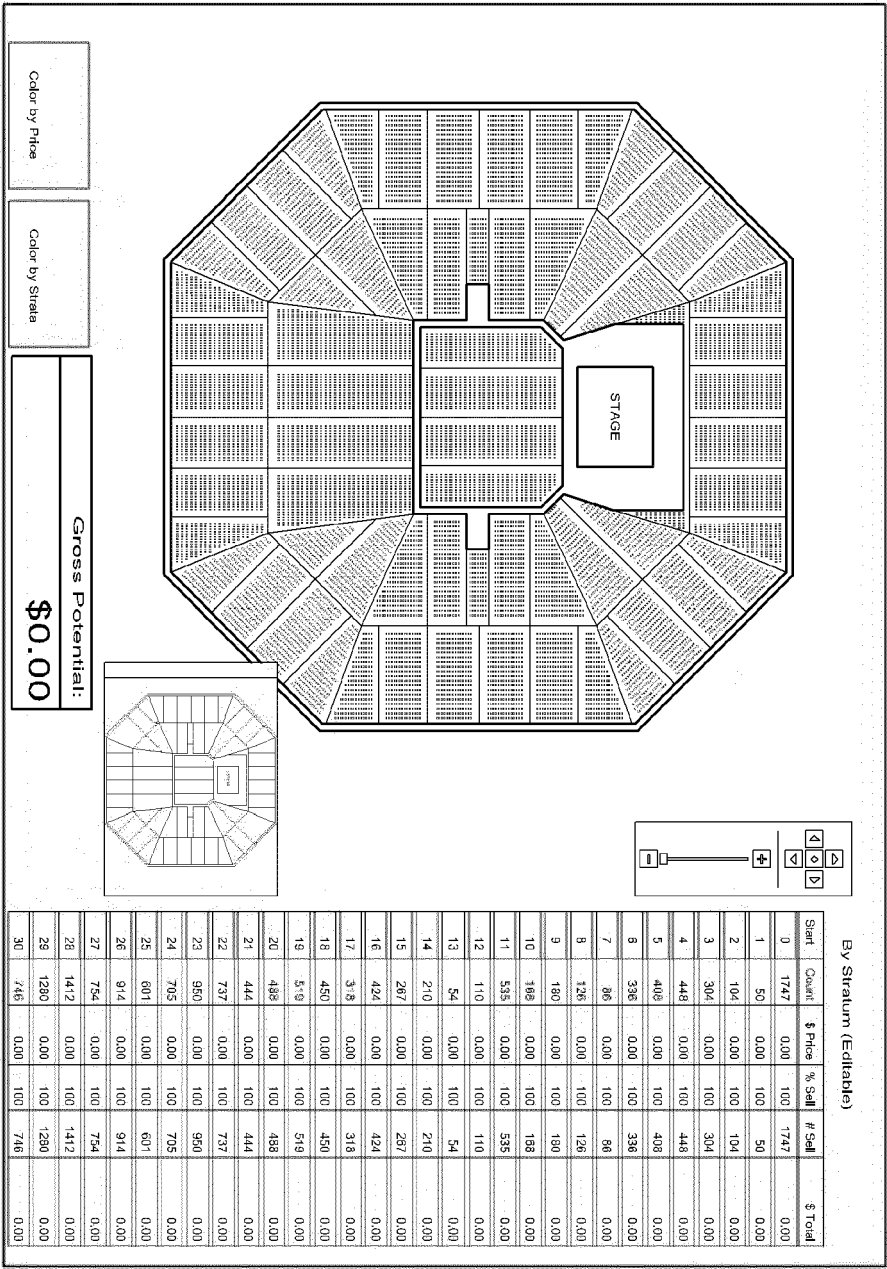 By Stratum (Editable)
Start Count $ Price % Sell # Sell $ Total
0 1747 0.00 100 1747 0.00
1 50 0.00 100 50 0.00
2 104 0.00 100 104 0.00
3 304 0.00 100 304 0.00
4 448 0.00 100 448 0.00
5 408 0.00 100 408 0.00
6 336 0.00 100 336 0.00
7 86 0.00 100 86 0.00
8 126 0.00 100 126 0.00
9 180 0.00 100 180 0.00
10 168 0.00 100 168 0.00
11 535 0.00 100 535 0.00
12 110 0.00 100 110 0.00
13 54 0.00 100 54 0.00
14 210 0.00 100 210 0.00
15 267 0.00 100 267 0.00
16 424 0.00 100 424 0.00
17 318 0.00 100 318 0.00
18 450 0.00 100 450 0.00
19 519 0.00 100 519 0.00
20 488 0.00 100 488 0.00
21 444 0.00 100 444 0.00
22 737 0.00 100 737 0.00
23 950 0.00 100 950 0.00
24 705 0.00 100 705 0.00
25 601 0.00 100 601 0.00
26 914 0.00 100 914 0.00
27 754 0.00 100 754 0.00
28 1412 0.00 100 1412 0.00
29 1280 0.00 100 1280 0.00
30 746 0.00 100 746 0.00
STAGE
Color by Price
Color by Strata
Gross Potential:
$0.00